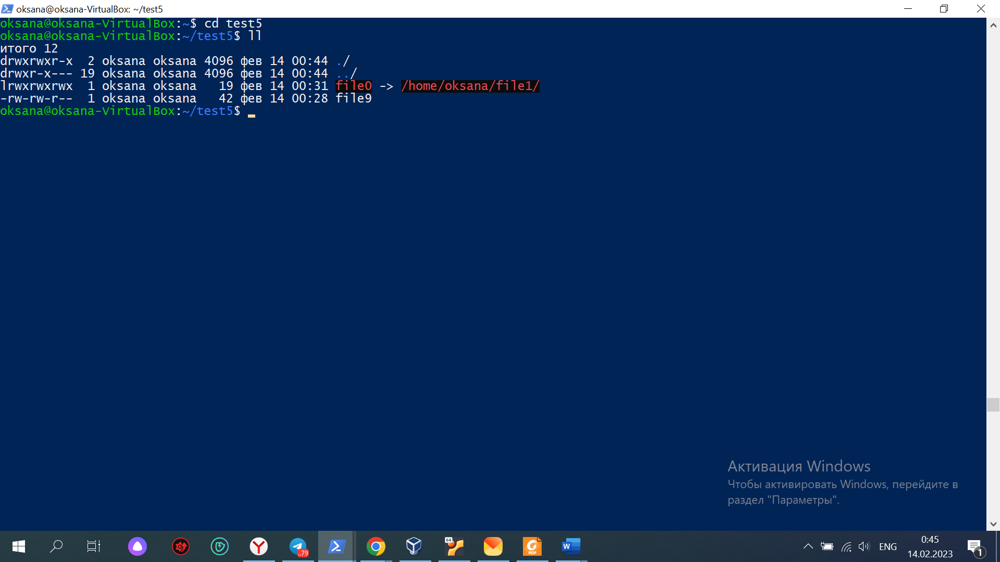 oksana@oksana-VirtualBox: ~/test5
oksana@oksana-VirtualBox:~$ cd test5
oksana@oksana-VirtualBox:~/test5$ ll
итого 12
drwxrwxr-x  2 oksana oksana 4096 фев 14 00:44 ./
drwxr-x--- 19 oksana oksana 4096 фев 14 00:44 ../
lrwxrwxrwx  1 oksana oksana   19 фев 14 00:31 file0 -> /home/oksana/file1/
-rw-rw-r--  1 oksana oksana   42 фев 14 00:28 file9
oksana@oksana-VirtualBox:~/test5$
Активация Windows
Чтобы активировать Windows, перейдите в
раздел "Параметры".
..79
64
PDF
W
ENG
0:45
14.02.2023
1